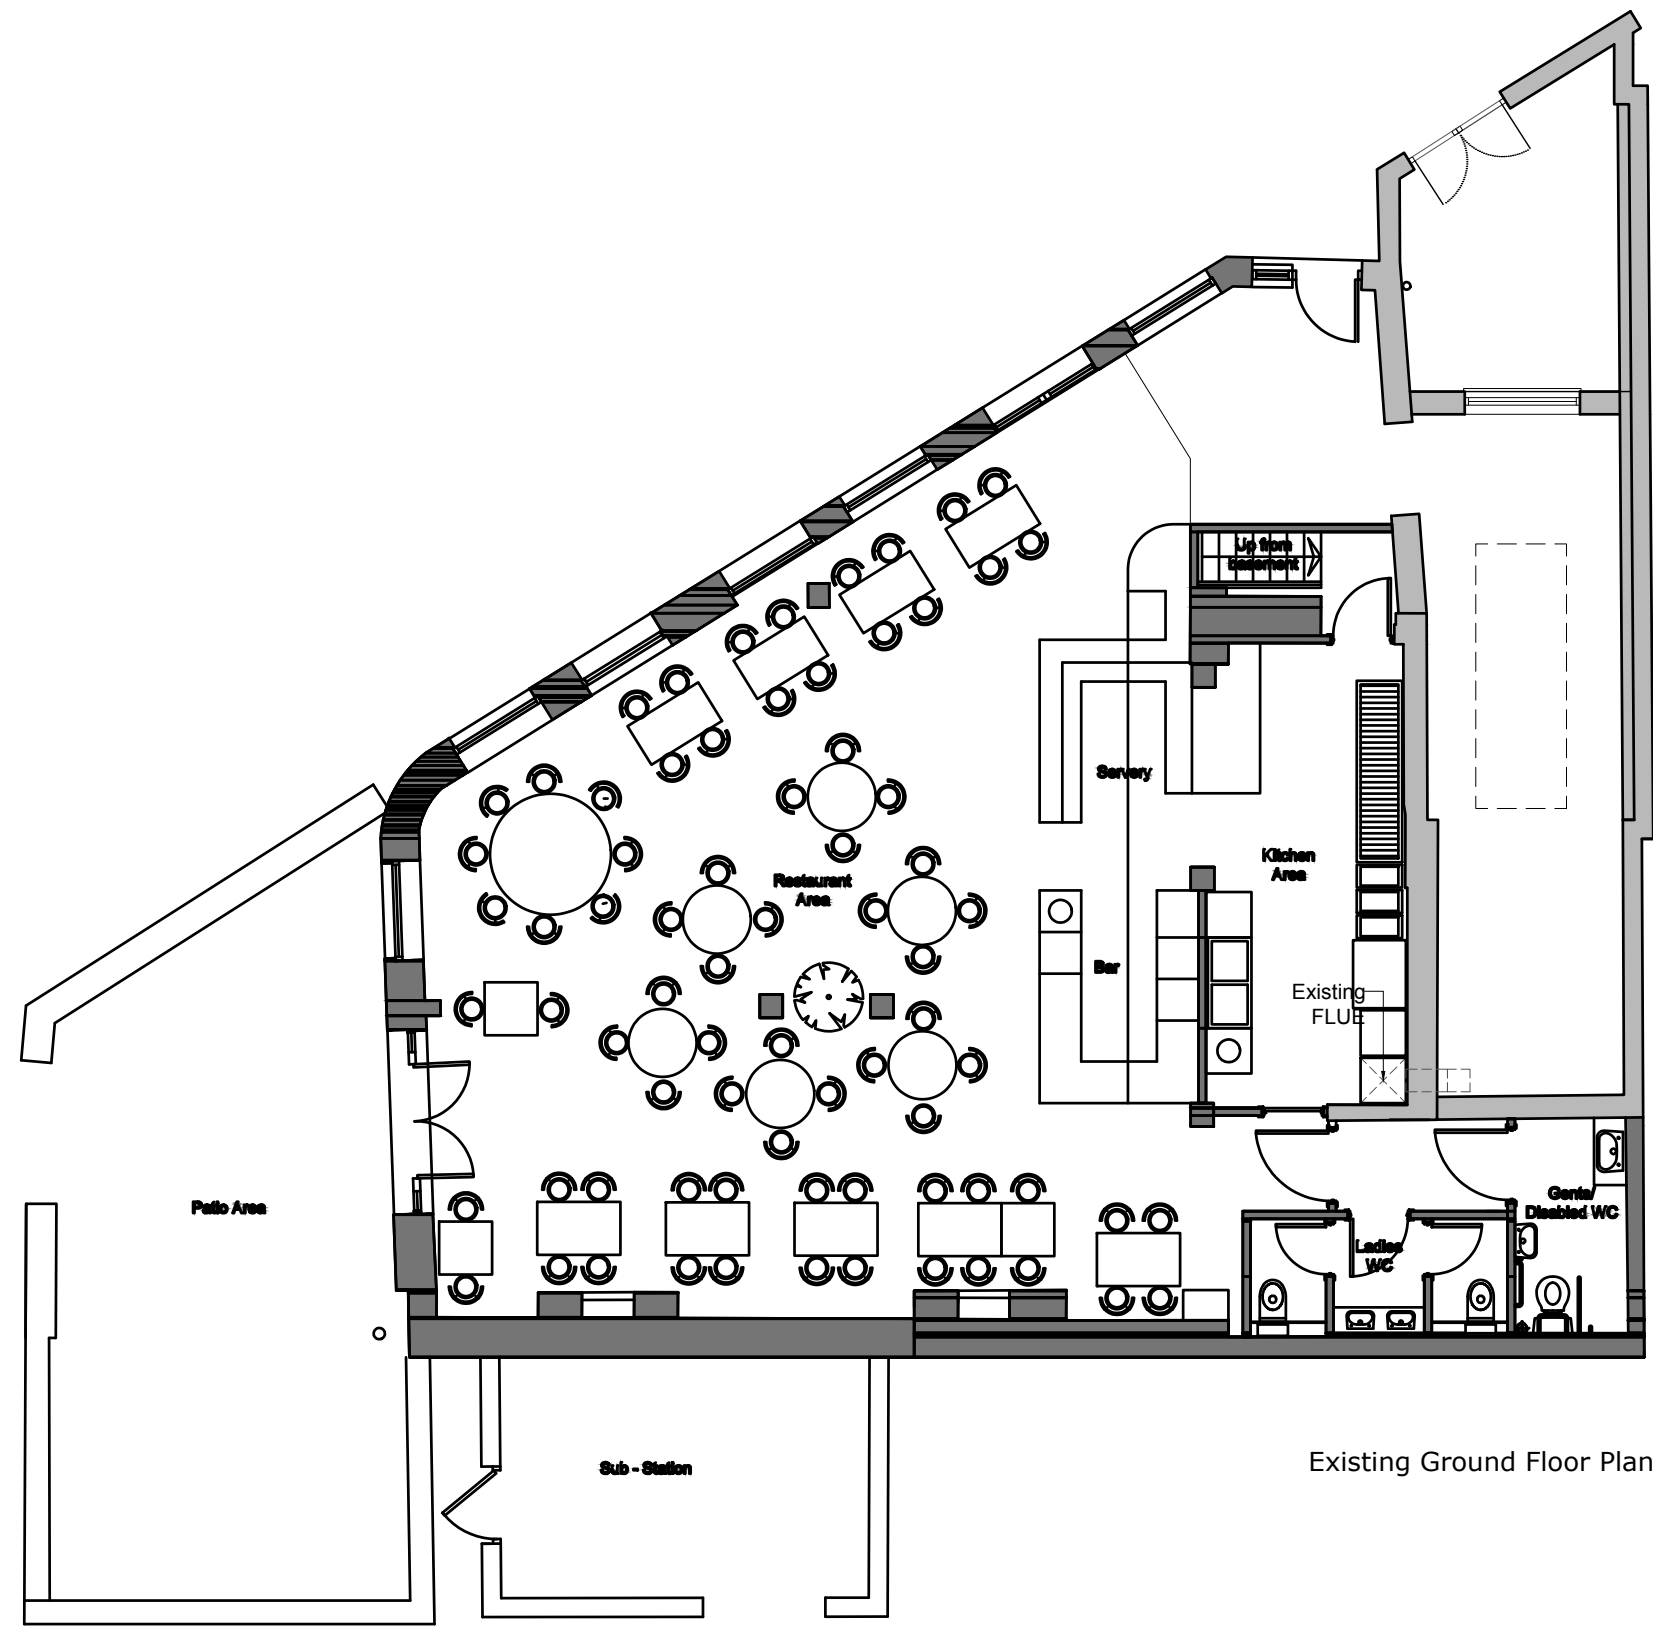 Up from
basement
Servery
Kitchen
Area
Restaurant
Area
Bar
Existing
FLUE
Patio Area
Gents/
Disabled WC
Ladies
WC
Sub - Station
Existing Ground Floor Plan